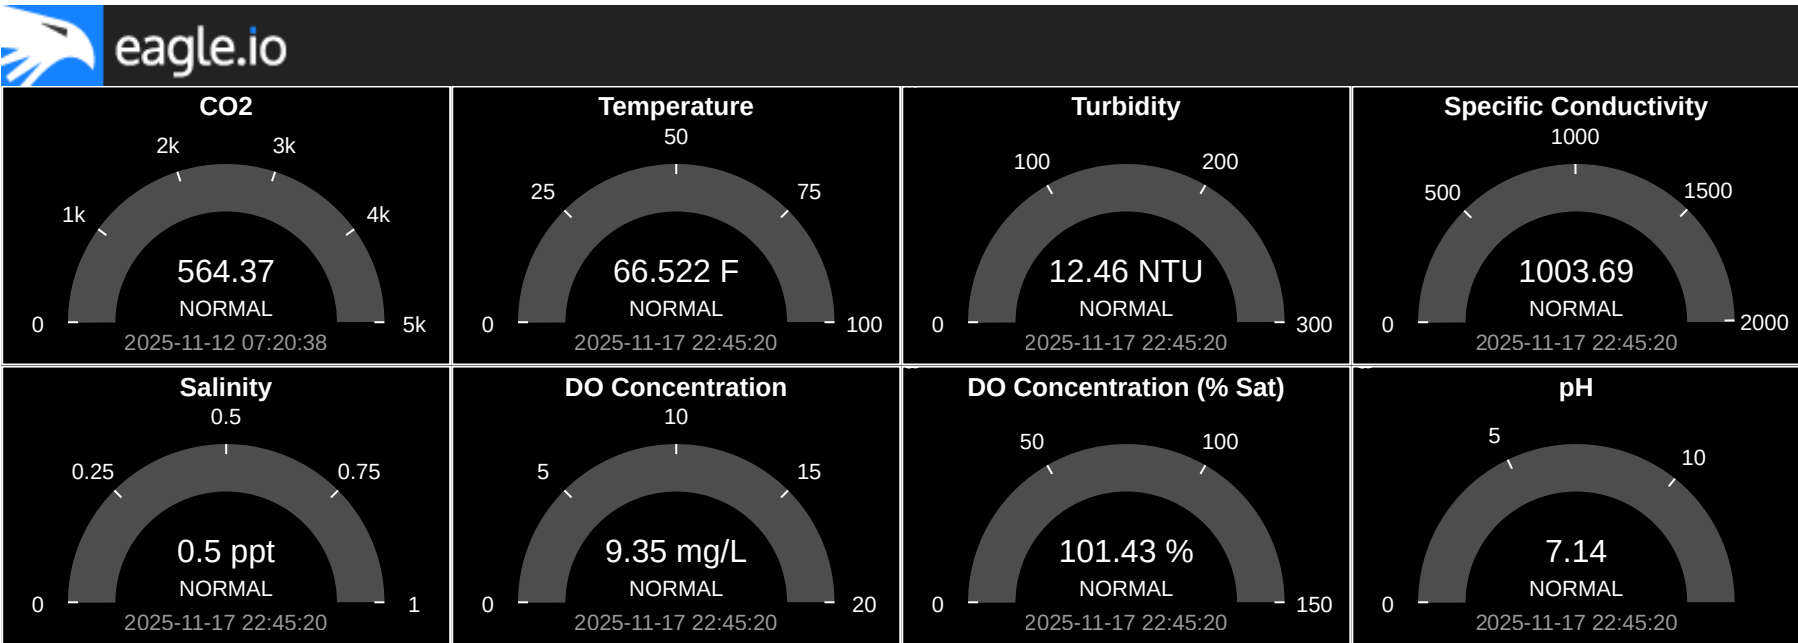 eagle.io
CO2
2k
3k
1k
4k
564.37
NORMAL
0
5k
2025-11-12 07:20:38
Temperature
50
25
75
66.522 F
NORMAL
0
100
2025-11-17 22:45:20
Turbidity
100
200
12.46 NTU
NORMAL
0
300
2025-11-17 22:45:20
Specific Conductivity
1000
500
1500
1003.69
NORMAL
0
2000
2025-11-17 22:45:20
Salinity
0.5
0.25
0.75
0.5 ppt
NORMAL
0
1
2025-11-17 22:45:20
DO Concentration
10
5
15
9.35 mg/L
NORMAL
0
20
2025-11-17 22:45:20
DO Concentration (% Sat)
50
100
101.43 %
NORMAL
0
150
2025-11-17 22:45:20
pH
5
10
7.14
NORMAL
0
2025-11-17 22:45:20